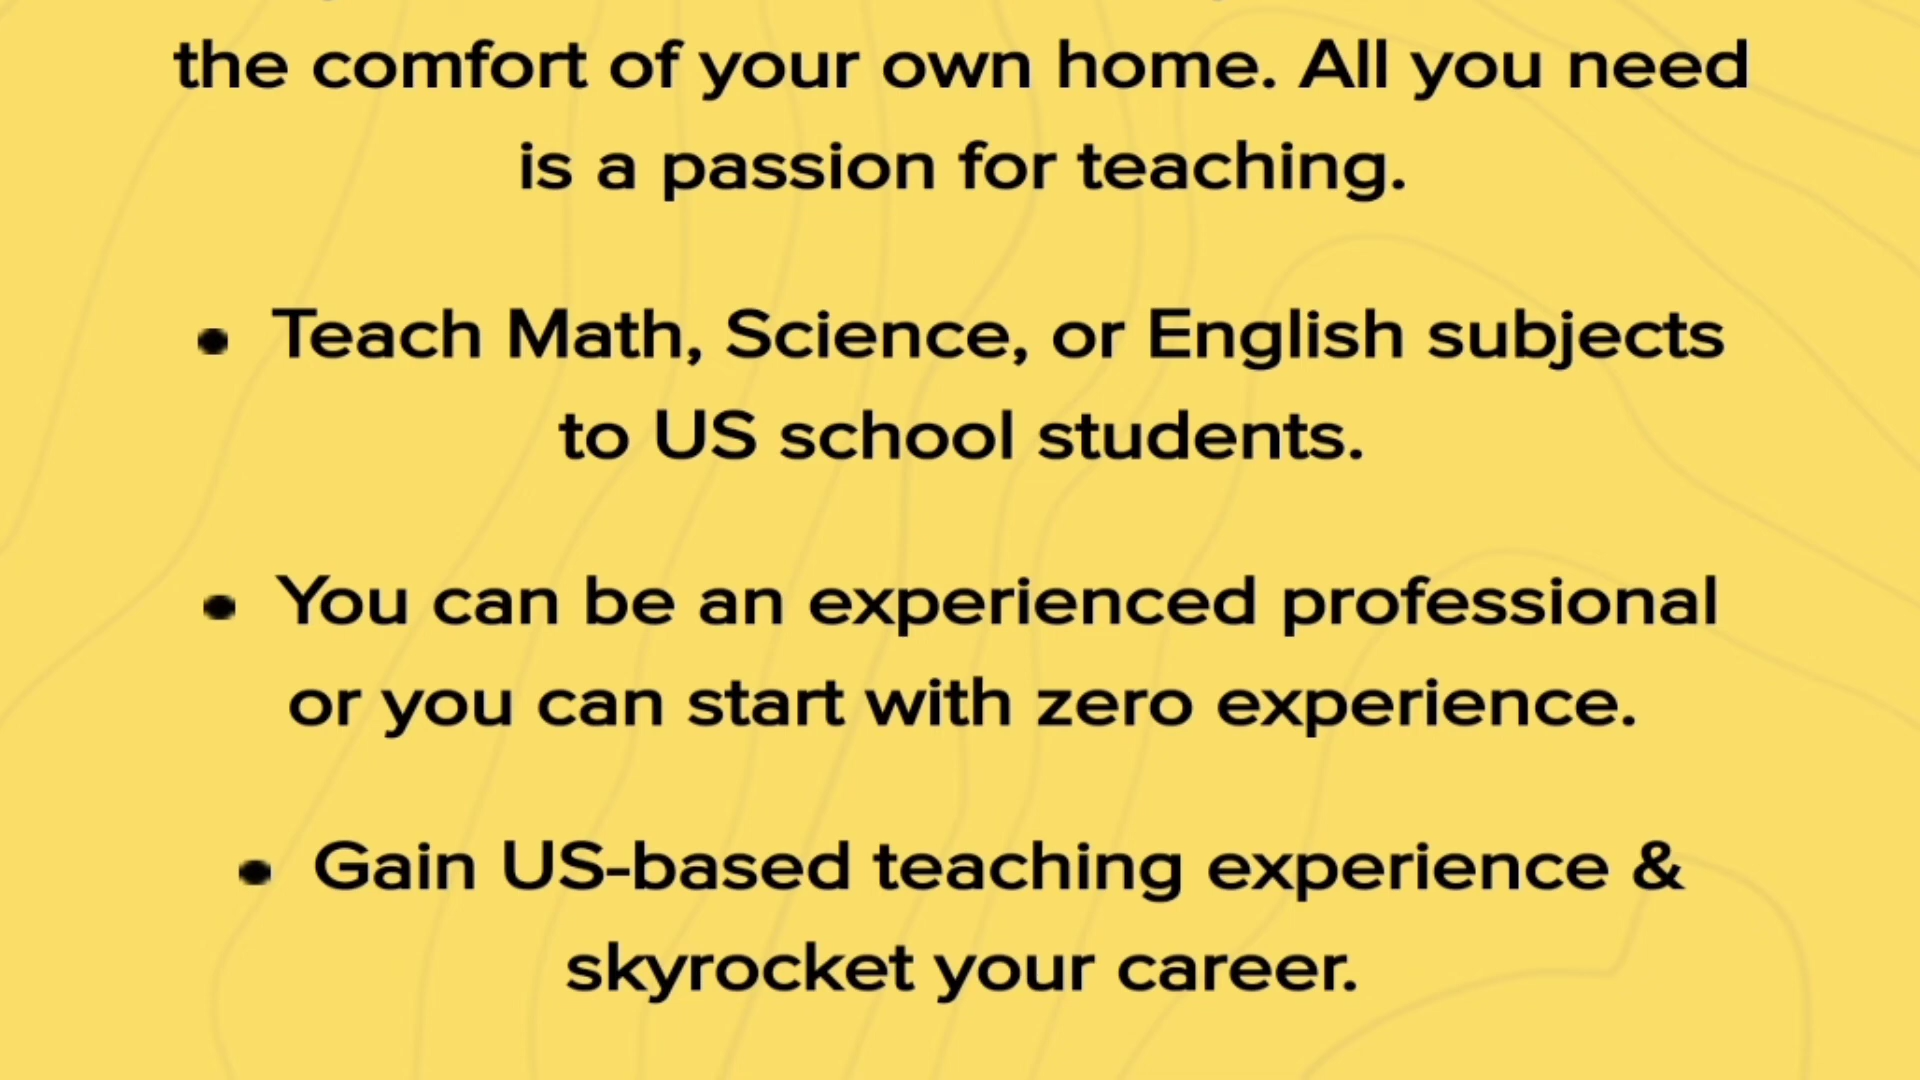 the comfort of your own home. All you need
is a passion for teaching.
• Teach Math, Science, or English subjects
to US school students.
• You can be an experienced professional
or you can start with zero experience.
• Gain US-based teaching experience &
skyrocket your career.